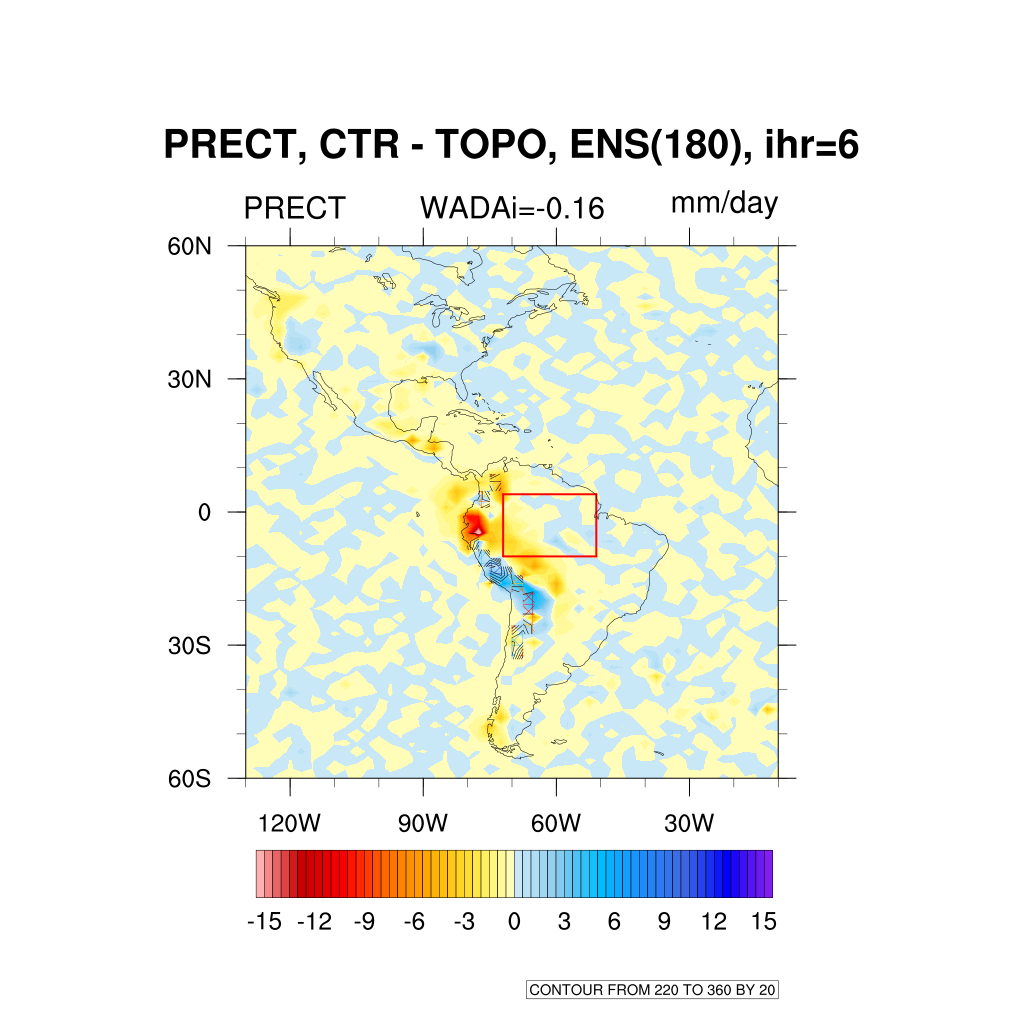 PRECT, CTR - TOPO, ENS(180), ihr=6
PRECT WADAi=-0.16 mm/day
60N
30N
0
30S
60S
120W 90W 60W 30W
-15 -12 -9 -6 -3 0 3 6 9 12 15
CONTOUR FROM 220 TO 360 BY 20